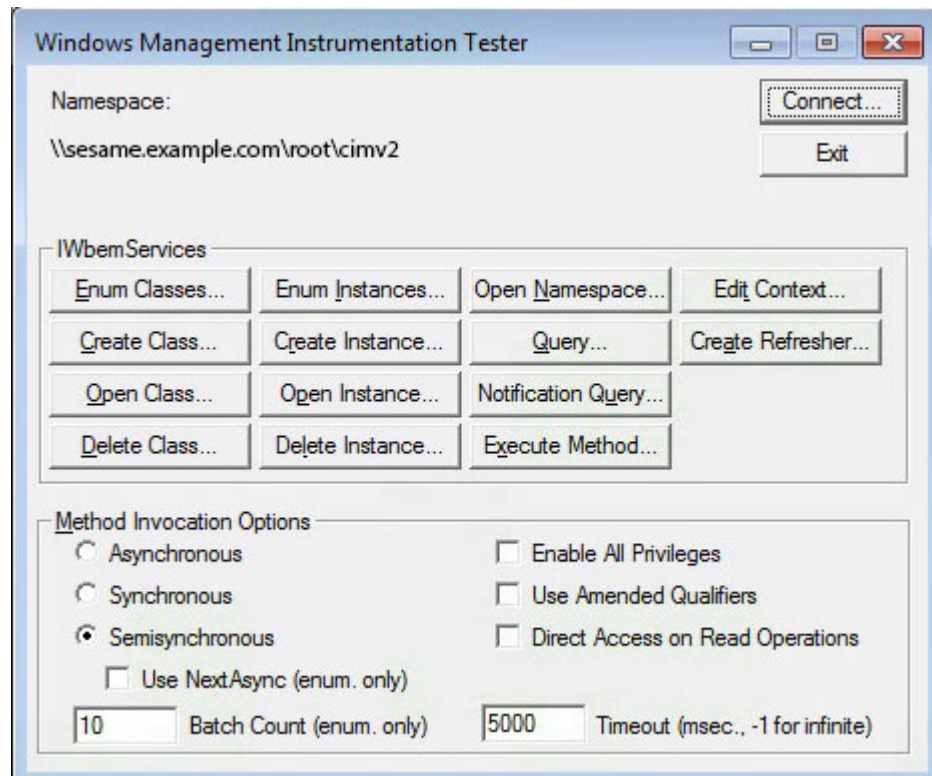 Windows Management Instrumentation Tester
Namespace:
Connect...
\\sesame.example.com\root\cimv2
Exit
IWbemServices
Enum Classes... Enum Instances... Open Namespace... Edit Context...
Create Class... Create Instance... Query... Create Refresher...
Open Class... Open Instance... Notification Query...
Delete Class... Delete Instance... Execute Method...
Method Invocation Options
Asynchronous Enable All Privileges
Synchronous Use Amended Qualifiers
Semisynchronous Direct Access on Read Operations
Use NextAsync (enum. only)
10 Batch Count (enum. only) 5000 Timeout (msec., -1 for infinite)